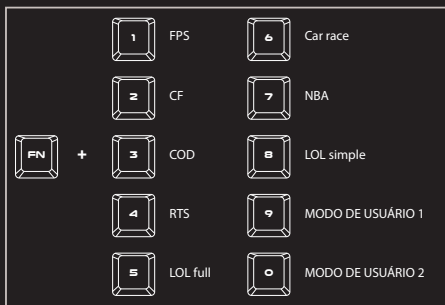 1 FPS 6 Car race
2 CF 7 NBA
FN + 3 COD 8 LOL simple
4 RTS 9 MODO DE USUÁRIO 1
5 LOL full 0 MODO DE USUÁRIO 2